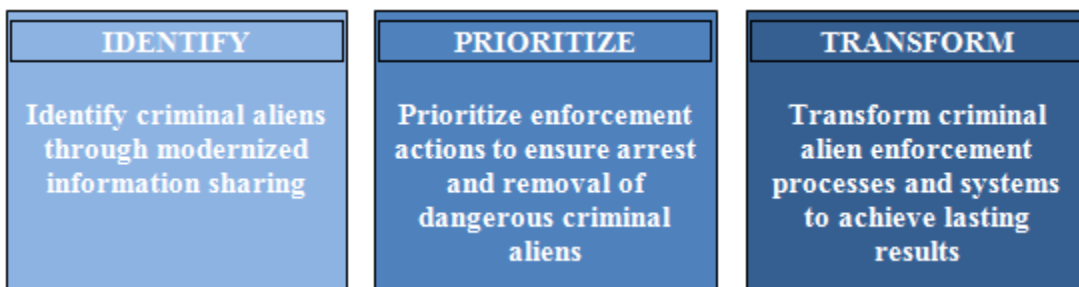 IDENTIFY
Identify criminal aliens
through modernized
information sharing
PRIORITIZE
Prioritize enforcement
actions to ensure arrest
and removal of
dangerous criminal
aliens
TRANSFORM
Transform criminal
alien enforcement
processes and systems
to achieve lasting
results